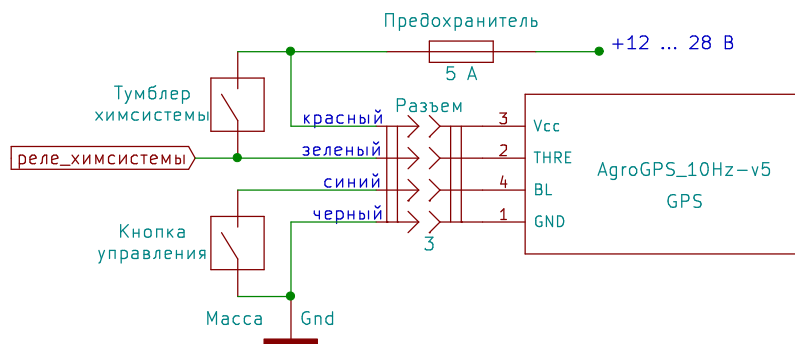 Предохранитель
+12 ... 28 В
5 А
Тумблер
химсистемы
Разъем
красный
3
Vcc
реле_химсистемы
зеленый
2
THRE
AgroGPS_10Hz-v5
синий
4
BL
GPS
черный
1
GND
Кнопка
управления
3
Масса
Gnd